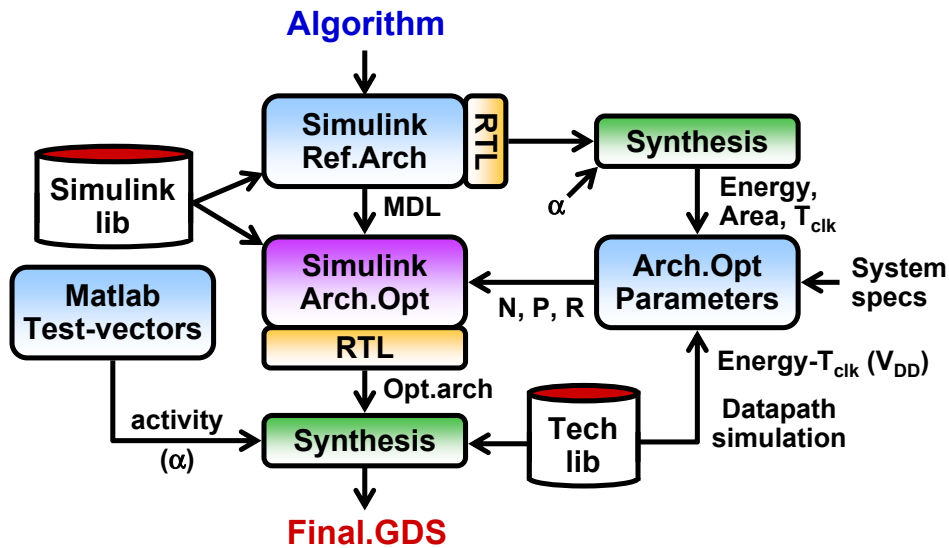 Algorithm
Simulink
Ref.Arch
RTL
Synthesis
Simulink
lib
MDL
α
Energy,
Area, Tclk
Simulink
Arch.Opt
Arch.Opt
Parameters
System
specs
N, P, R
Matlab
Test-vectors
RTL
Opt.arch
Energy-Tclk (VDD)
activity
(α)
Synthesis
Tech
lib
Datapath
simulation
Final.GDS